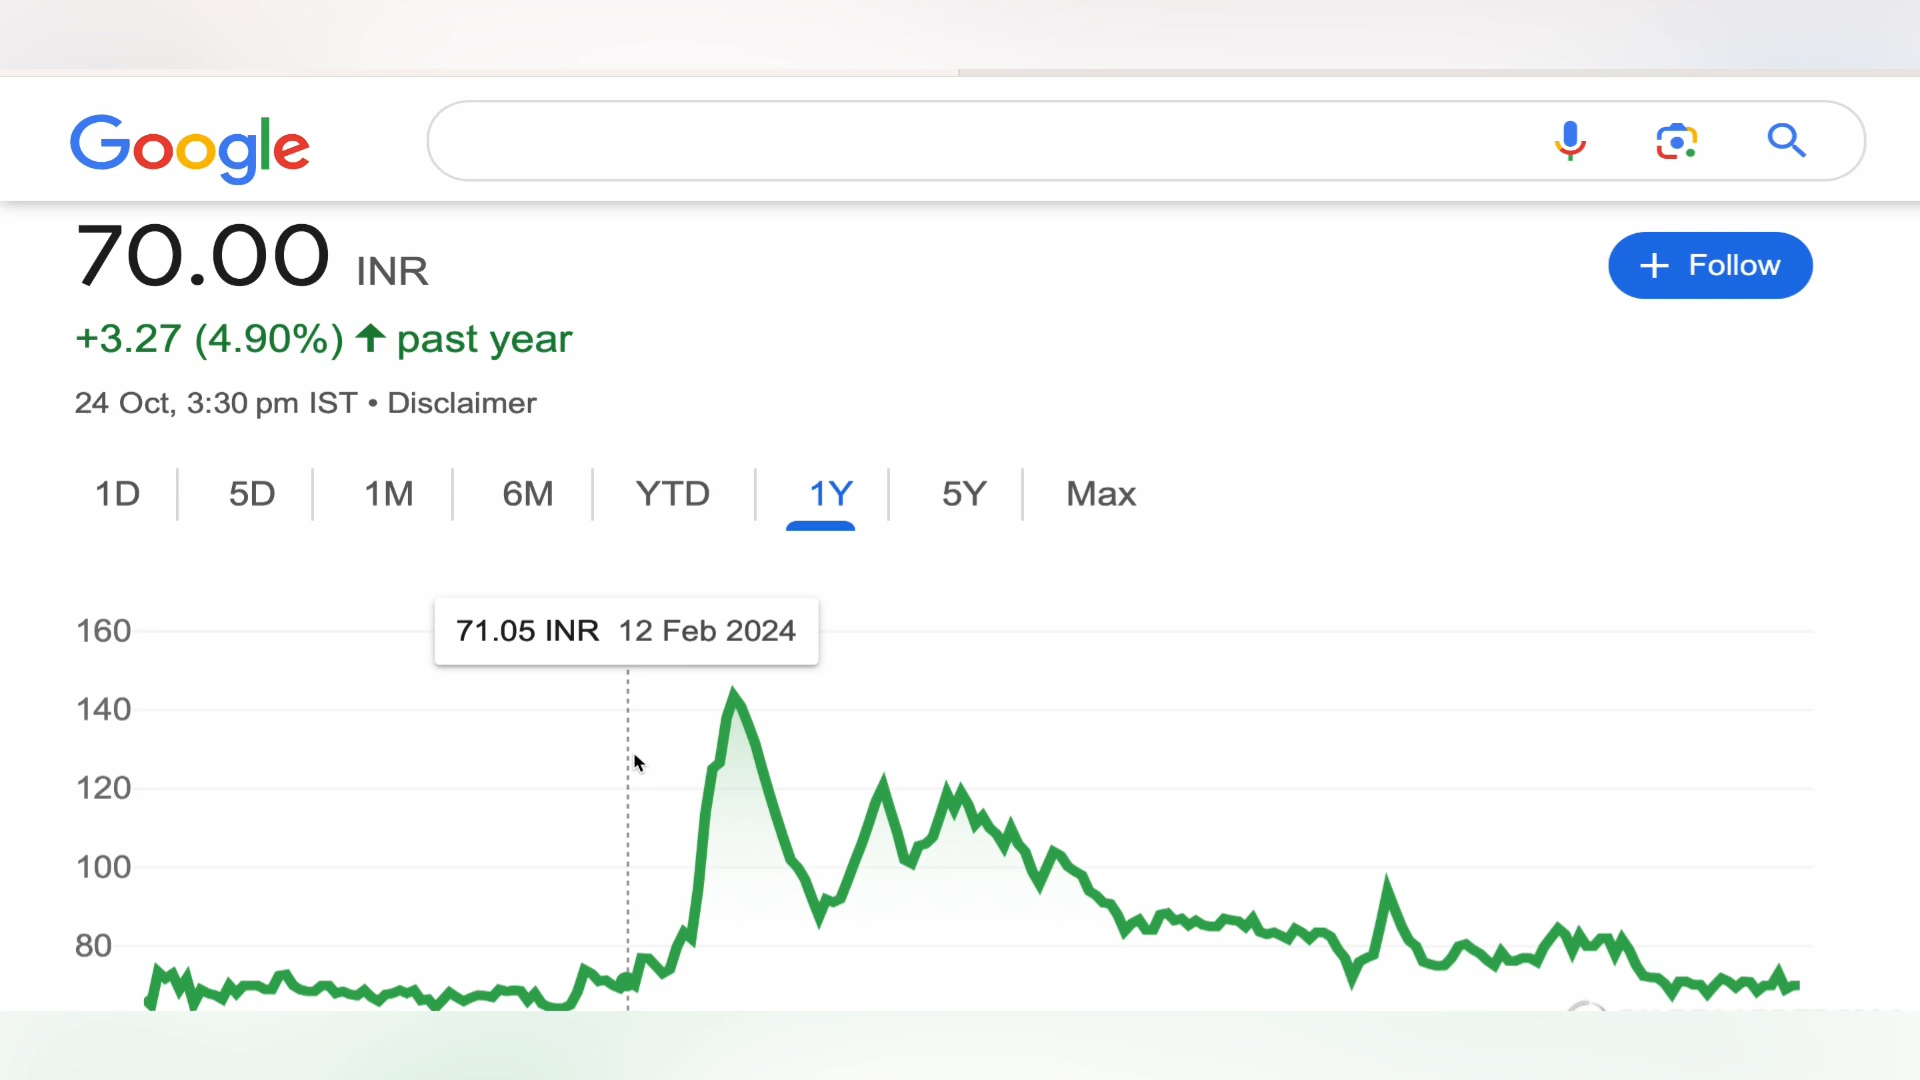 Google
70.00 INR
+ Follow
+3.27 (4.90%) ↑ past year
24 Oct, 3:30 pm IST • Disclaimer
1D 5D 1M 6M YTD 1Y 5Y Max
71.05 INR 12 Feb 2024
160
140
120
100
80